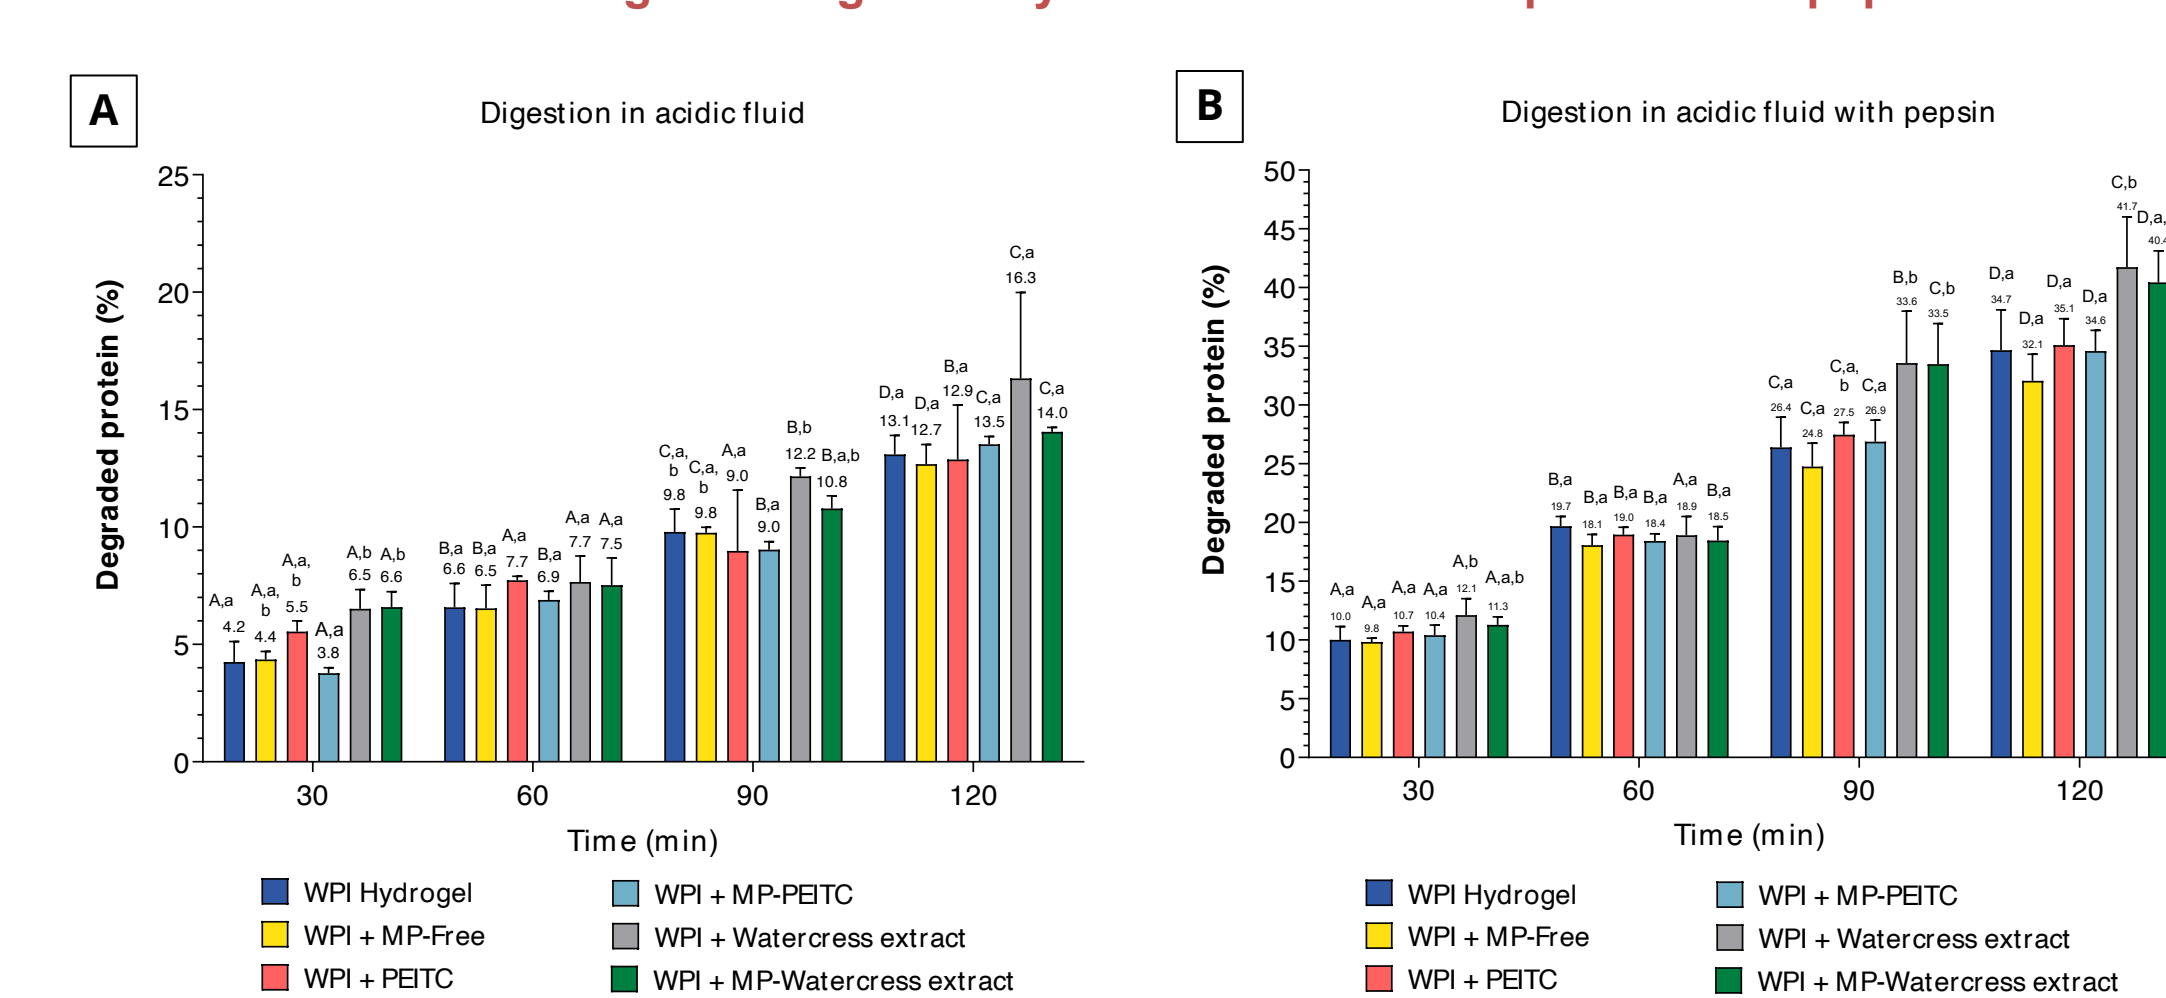 A
Digestion in acidic fluid
Degraded protein (%)
25
20
15
10
5
0
A,a
4.2
A,a,
b
4.4
A,a,
b
5.5
A,a
3.8
A,b
6.5
A,b
6.6
B,a
6.6
B,a
6.5
A,a
7.7
B,a
6.9
A,a
7.7
A,a
7.5
C,a,
b
9.8
C,a,
b
9.8
A,a
9.0
B,a
9.0
B,b
12.2
B,a,b
10.8
D,a
13.1
D,a
12.7
B,a
12.9
C,a
13.5
C,a
16.3
C,a
14.0
30 60 90 120
Time (min)
WPI Hydrogel
WPI + MP-Free
WPI + PEITC
WPI + MP-PEITC
WPI + Watercress extract
WPI + MP-Watercress extract
B
Digestion in acidic fluid with pepsin
Degraded protein (%)
50
45
40
35
30
25
20
15
10
5
0
A,a
10.0
A,a
9.8
A,a
10.7
A,a
10.4
A,b
12.1
A,a,b
11.3
B,a
19.7
B,a
18.1
B,a
19.0
B,a
18.4
A,a
18.9
B,a
18.5
C,a
26.4
C,a
24.8
C,a,
b
27.5
C,a
26.9
B,b
33.6
C,b
33.5
D,a
34.7
D,a
32.1
D,a
35.1
D,a
34.6
C,b
41.7
D,a,
40.4
30 60 90 120
Time (min)
WPI Hydrogel
WPI + MP-Free
WPI + PEITC
WPI + MP-PEITC
WPI + Watercress extract
WPI + MP-Watercress extract